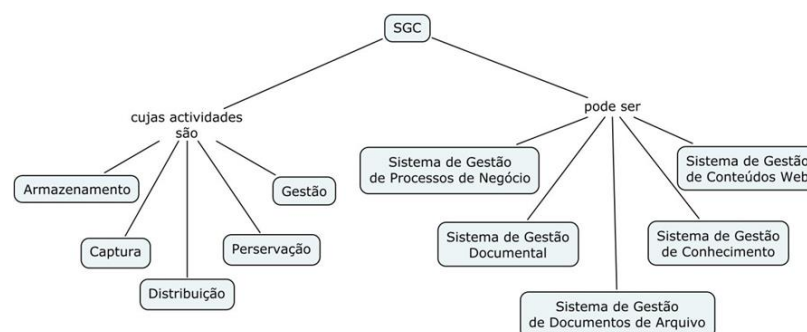 SGC
cujas actividades
são
pode ser
Armazenamento
Captura
Distribuição
Perservação
Gestão
Sistema de Gestão
de Processos de Negócio
Sistema de Gestão
Documental
Sistema de Gestão
de Documentos de Arquivo
Sistema de Gestão
de Conhecimento
Sistema de Gestão
de Conteúdos Web